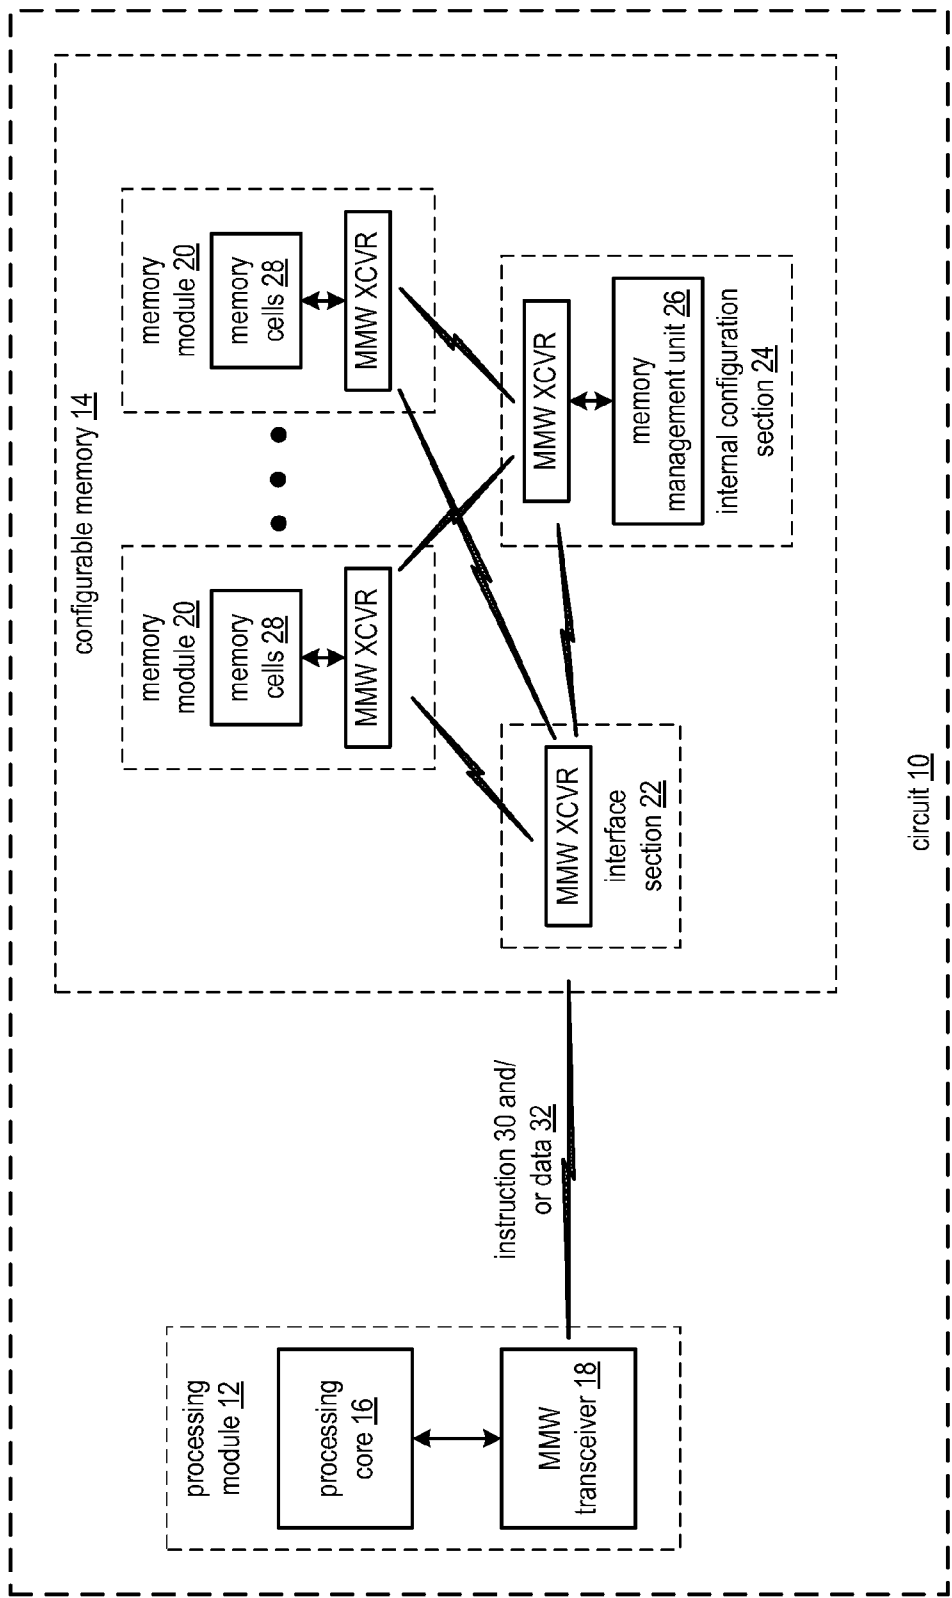 configurable memory 14
memory
module 20
memory
cells 28
MMW XCVR
memory
module 20
memory
cells 28
MMW XCVR
processing
module 12
processing
core 16
MMW
transceiver 18
instruction 30 and/
or data 32
MMW XCVR
interface
section 22
MMW XCVR
memory
management unit 26
internal configuration
section 24
circuit 10